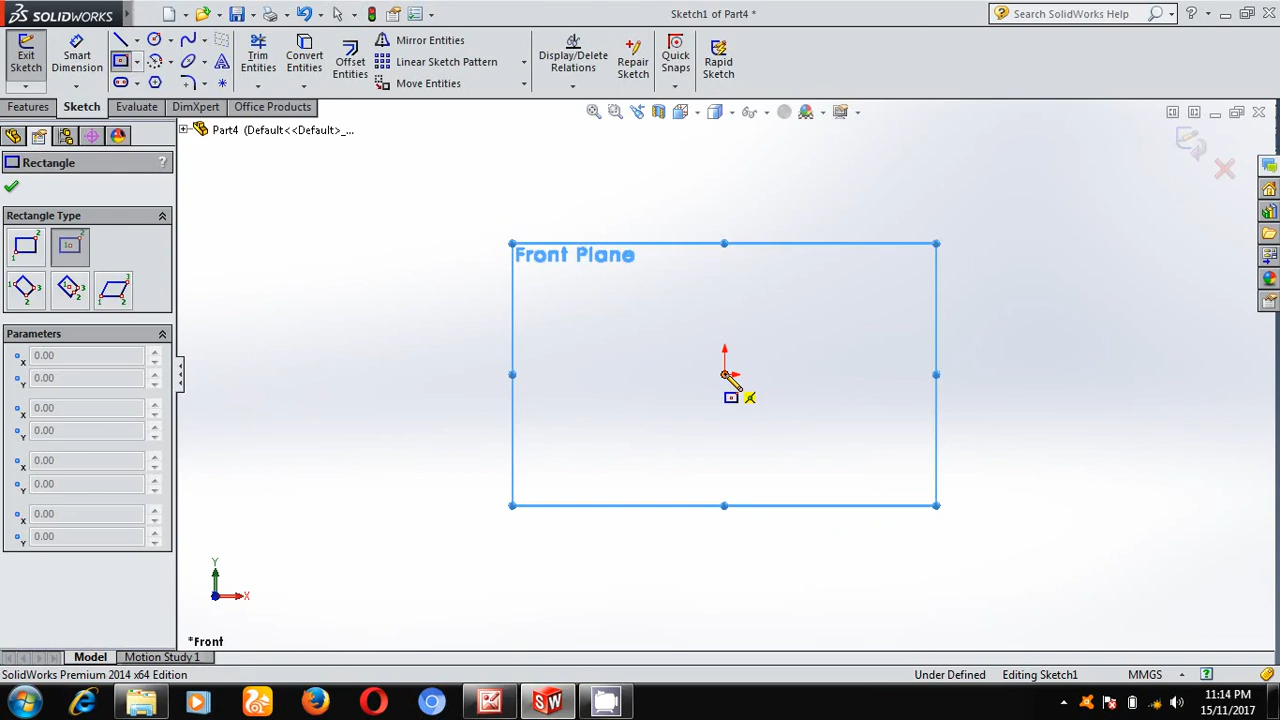 SOLIDWORKS
Sketch1 of Part4 *
Search SolidWorks Help
Exit Sketch
Smart Dimension
Trim Entities
Convert Entities
Offset Entities
Mirror Entities
Linear Sketch Pattern
Move Entities
Display/Delete Relations
Repair Sketch
Quick Snaps
Rapid Sketch
Features
Sketch
Evaluate
DimXpert
Office Products
Part4 (Default<<Default>_...
Rectangle
?
Rectangle Type
Parameters
X 0.00
Y 0.00
X 0.00
Y 0.00
X 0.00
Y 0.00
X 0.00
Y 0.00
Front Plane
Y
X
*Front
Model
Motion Study 1
SolidWorks Premium 2014 x64 Edition
Under Defined
Editing Sketch1
MMGS
11:14 PM
15/11/2017